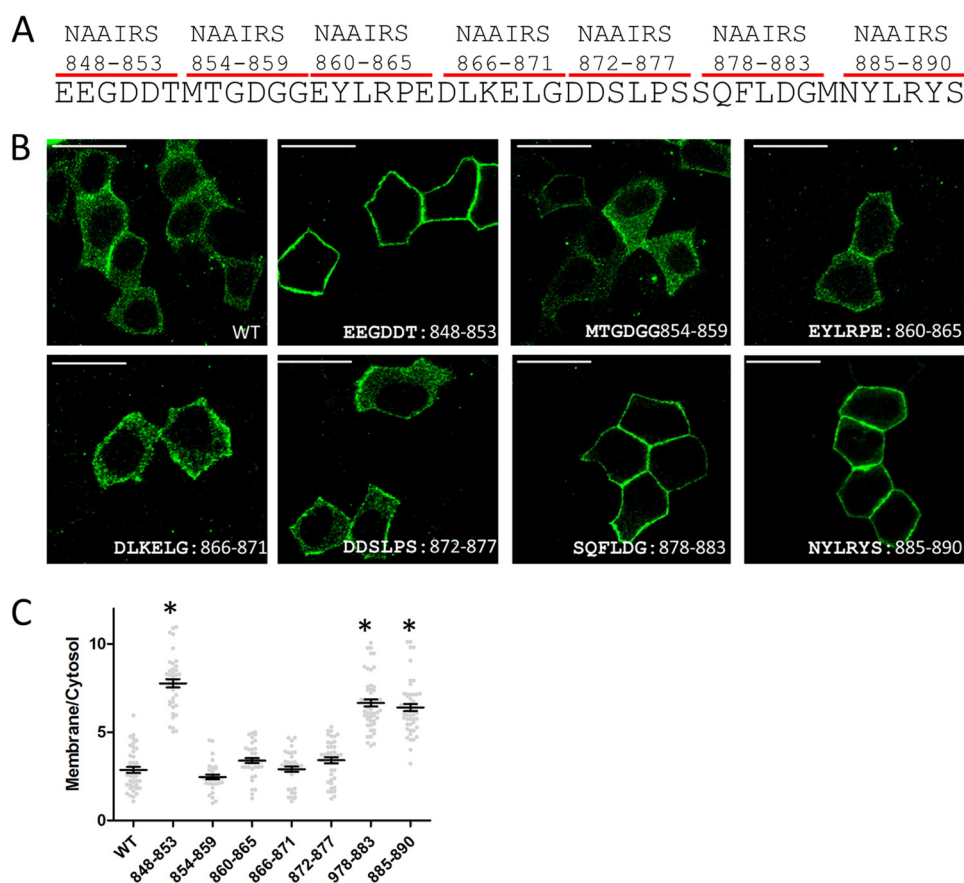 A
NAAIRS NAAIRS NAAIRS NAAIRS NAAIRS NAAIRS NAAIRS
848-853 854-859 860-865 866-871 872-877 878-883 885-890
EEGDDTMTGDGGEYLRPEDLKELGDDSLPSSQFLDGMNYLRYS
B
WT EEGDDT:848-853 MTGDGG854-859 EYLRPE:860-865
DLKELG:866-871 DDSLPS:872-877 SQFLDG:878-883 NYLRYS:885-890
C
Membrane/Cytosol
10
5
0
* * *
WT 848-853 854-859 860-865 866-871 872-877 978-883 885-890